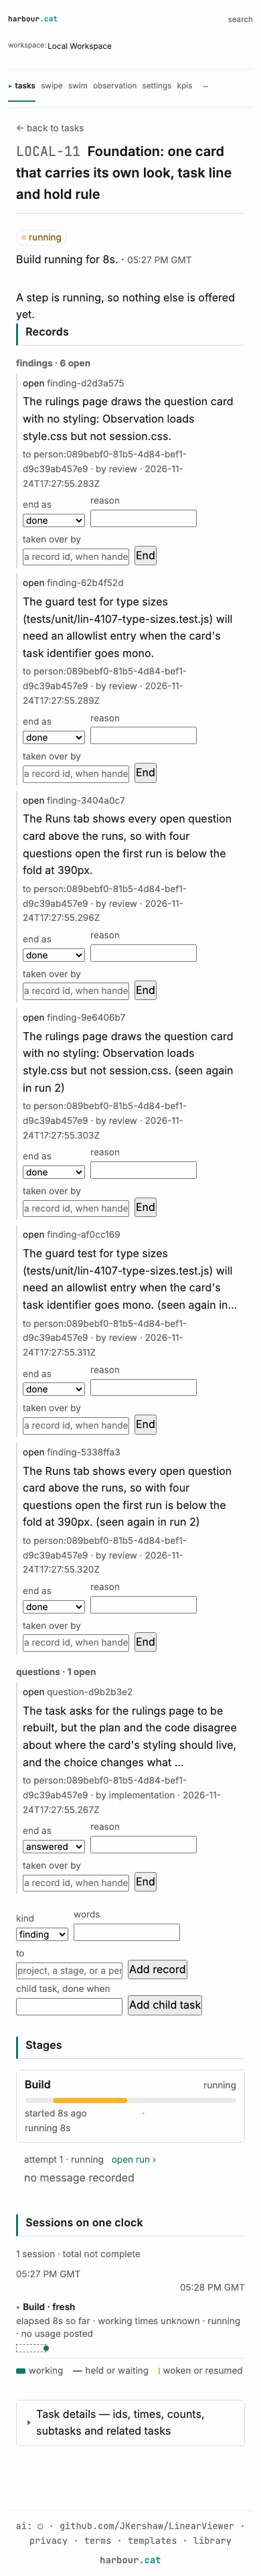 harbour.cat
search
workspace: Local Workspace
▸ tasks swipe swim observation settings kpis …
← back to tasks
LOCAL-11 Foundation: one card
that carries its own look, task line
and hold rule
running
Build running for 8s. · 05:27 PM GMT
A step is running, so nothing else is offered
yet.
Records
findings · 6 open
open finding-d2d3a575
The rulings page draws the question card
with no styling: Observation loads
style.css but not session.css.
to person:089bebf0-81b5-4d84-bef1-
d9c39ab457e9 · by review · 2026-11-
24T17:27:55.283Z
end as reason
done
taken over by
a record id, when hande End
open finding-62b4f52d
The guard test for type sizes
(tests/unit/lin-4107-type-sizes.test.js) will
need an allowlist entry when the card's
task identifier goes mono.
to person:089bebf0-81b5-4d84-bef1-
d9c39ab457e9 · by review · 2026-11-
24T17:27:55.289Z
end as reason
done
taken over by
a record id, when hande End
open finding-3404a0c7
The Runs tab shows every open question
card above the runs, so with four
questions open the first run is below the
fold at 390px.
to person:089bebf0-81b5-4d84-bef1-
d9c39ab457e9 · by review · 2026-11-
24T17:27:55.296Z
end as reason
done
taken over by
a record id, when hande End
open finding-9e6406b7
The rulings page draws the question card
with no styling: Observation loads
style.css but not session.css. (seen again
in run 2)
to person:089bebf0-81b5-4d84-bef1-
d9c39ab457e9 · by review · 2026-11-
24T17:27:55.303Z
end as reason
done
taken over by
a record id, when hande End
open finding-af0cc169
The guard test for type sizes
(tests/unit/lin-4107-type-sizes.test.js) will
need an allowlist entry when the card's
task identifier goes mono. (seen again in…
to person:089bebf0-81b5-4d84-bef1-
d9c39ab457e9 · by review · 2026-11-
24T17:27:55.311Z
end as reason
done
taken over by
a record id, when hande End
open finding-5338ffa3
The Runs tab shows every open question
card above the runs, so with four
questions open the first run is below the
fold at 390px. (seen again in run 2)
to person:089bebf0-81b5-4d84-bef1-
d9c39ab457e9 · by review · 2026-11-
24T17:27:55.320Z
end as reason
done
taken over by
a record id, when hande End
questions · 1 open
open question-d9b2b3e2
The task asks for the rulings page to be
rebuilt, but the plan and the code disagree
about where the card's styling should live,
and the choice changes what …
to person:089bebf0-81b5-4d84-bef1-
d9c39ab457e9 · by implementation · 2026-11-
24T17:27:55.267Z
end as reason
answered
taken over by
a record id, when hande End
kind words
finding
to
project, a stage, or a per Add record
child task, done when
Add child task
Stages
Build running
started 8s ago ·
running 8s
attempt 1 · running open run ›
no message recorded
Sessions on one clock
1 session · total not complete
05:27 PM GMT
05:28 PM GMT
▸ Build · fresh
elapsed 8s so far · working times unknown · running
· no usage posted
working held or waiting woken or resumed
▸ Task details — ids, times, counts,
subtasks and related tasks
ai: ○ · github.com/JKershaw/LinearViewer ·
privacy · terms · templates · library
harbour.cat